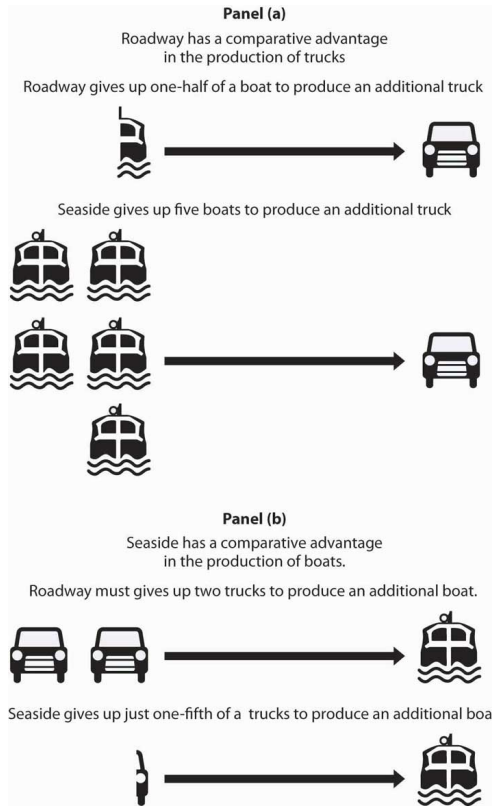 Panel (a)
Roadway has a comparative advantage
in the production of trucks
Roadway gives up one-half of a boat to produce an additional truck
Seaside gives up five boats to produce an additional truck
Panel (b)
Seaside has a comparative advantage
in the production of boats.
Roadway must gives up two trucks to produce an additional boat.
Seaside gives up just one-fifth of a trucks to produce an additional boa